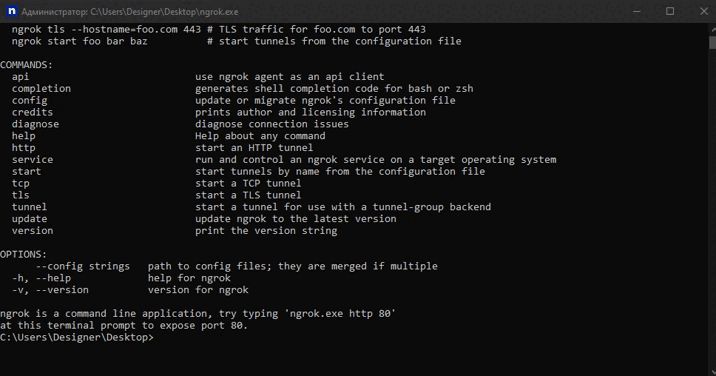 n Администратор: C:\Users\Designer\Desktop\ngrok.exe
ngrok tls --hostname=foo.com 443 # TLS traffic for foo.com to port 443
ngrok start foo bar baz # start tunnels from the configuration file
COMMANDS:
api use ngrok agent as an api client
completion generates shell completion code for bash or zsh
config update or migrate ngrok's configuration file
credits prints author and licensing information
diagnose diagnose connection issues
help Help about any command
http start an HTTP tunnel
service run and control an ngrok service on a target operating system
start start tunnels by name from the configuration file
tcp start a TCP tunnel
tls start a TLS tunnel
tunnel start a tunnel for use with a tunnel-group backend
update update ngrok to the latest version
version print the version string
OPTIONS:
--config strings path to config files; they are merged if multiple
-h, --help help for ngrok
-v, --version version for ngrok
ngrok is a command line application, try typing 'ngrok.exe http 80'
at this terminal prompt to expose port 80.
C:\Users\Designer\Desktop>